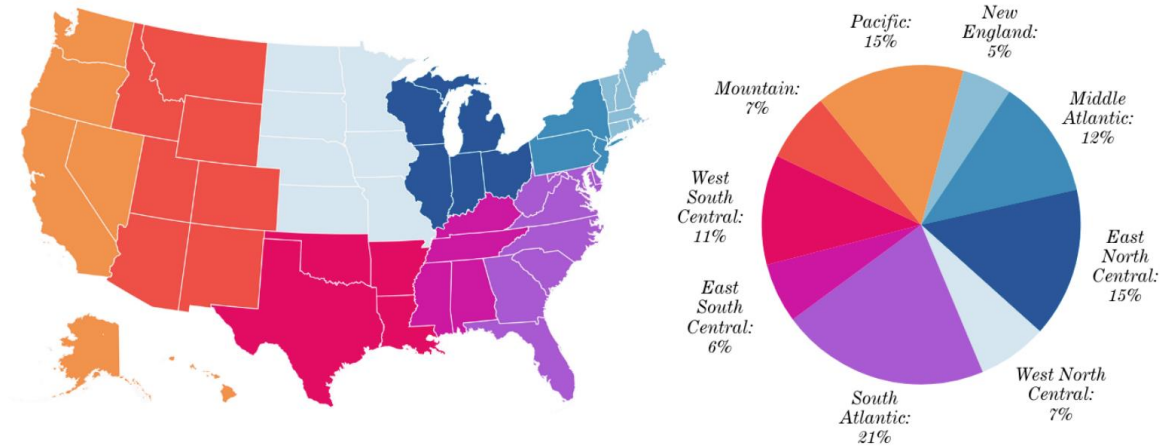 Pacific:
15%
New
England:
5%
Mountain:
7%
Middle
Atlantic:
12%
West
South
Central:
11%
East
North
Central:
15%
East
South
Central:
6%
West North
Central:
7%
South
Atlantic:
21%